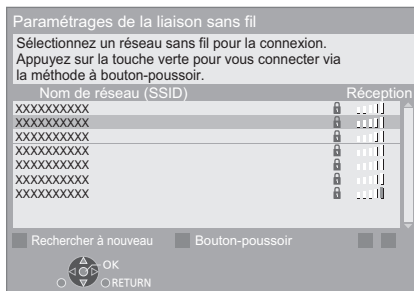 Paramétrages de la liaison sans fil
Sélectionnez un réseau sans fil pour la connexion.
Appuyez sur la touche verte pour vous connecter via
la méthode à bouton-poussoir.
Nom de réseau (SSID) Réception
XXXXXXXXXX
XXXXXXXXXX
XXXXXXXXXX
XXXXXXXXXX
XXXXXXXXXX
XXXXXXXXXX
XXXXXXXXXX
Rechercher à nouveau Bouton-poussoir
OK
RETURN